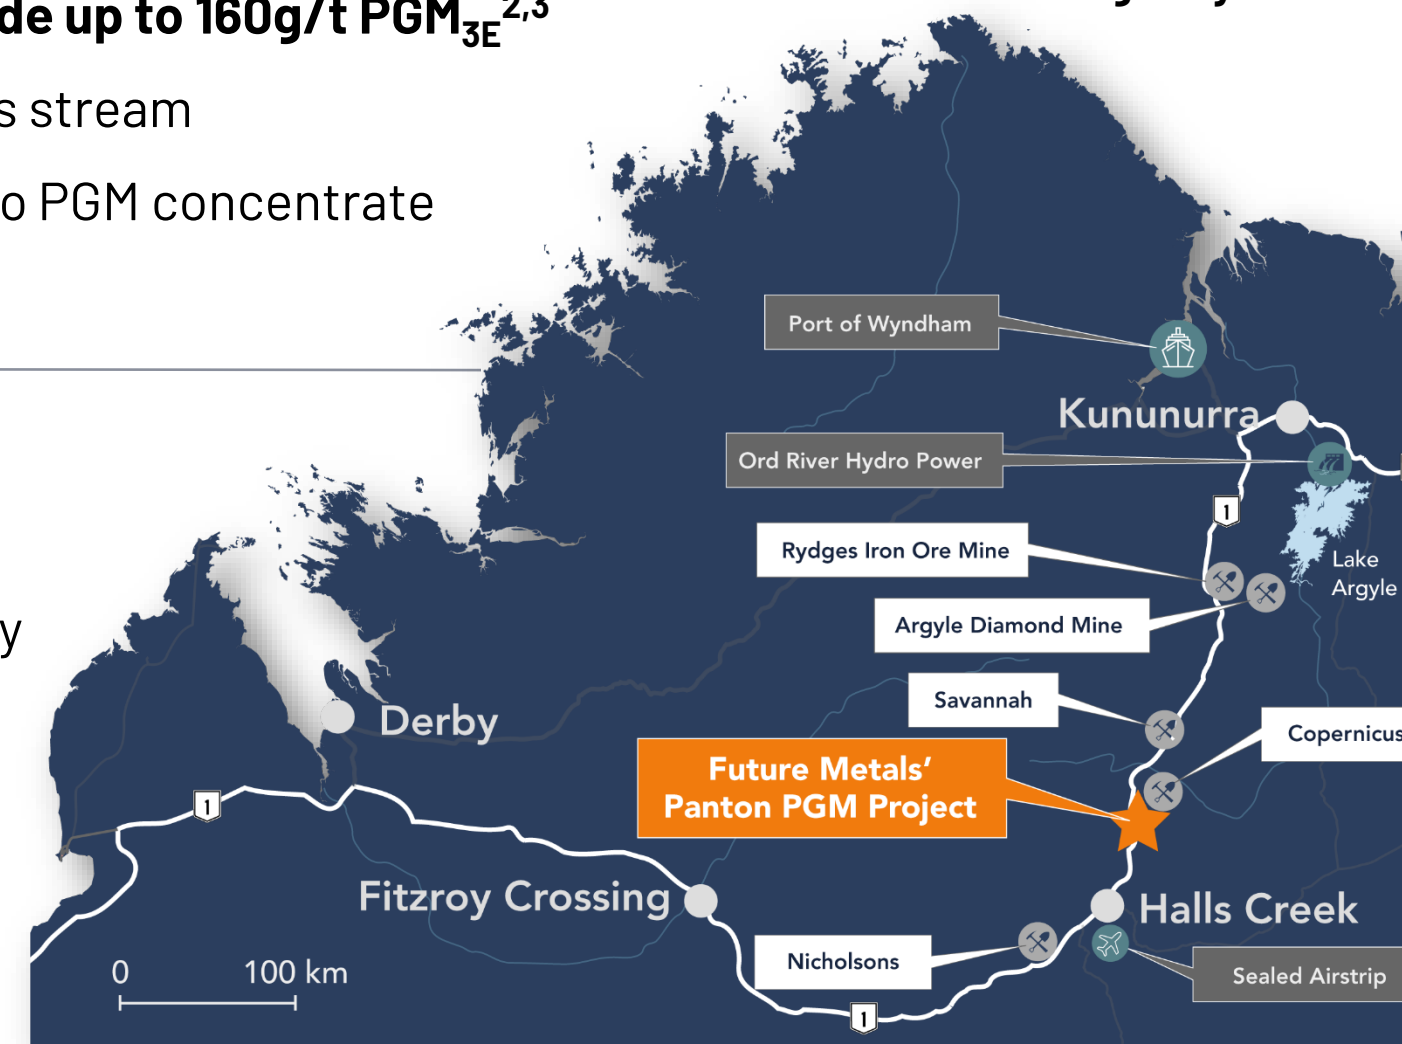 de up to 160g/t PGM3E2,3
s stream
o PGM concentrate
y
Port of Wyndham
Kununurra
Ord River Hydro Power
1
Rydges Iron Ore Mine
Lake
Argyle
Argyle Diamond Mine
Savannah
Derby
Copernicus
Future Metals’
Panton PGM Project
1
Fitzroy Crossing
Halls Creek
Nicholsons
0 100 km
Sealed Airstrip
1